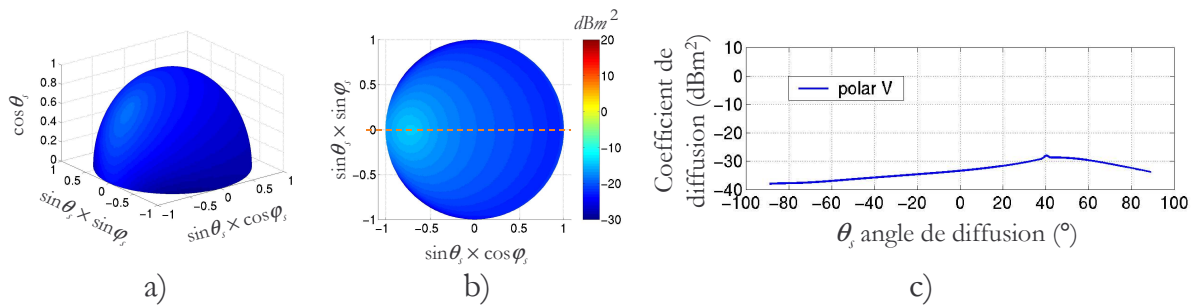 cosθs
1
0.8
0.6
0.4
0.2
0
1
0.5
0
−0.5
−1
−1
−0.5
0
0.5
1
sinθs × sinφs
sinθs × cosφs
a)
dBm²
20
10
0
−10
−20
−30
1
0.5
0
−0.5
−1
−1
−0.5
0
0.5
1
sinθs × sinφs
sinθs × cosφs
b)
Coefficient de
diffusion (dBm²)
10
0
−10
−20
−30
−40
polar V
−100 −80 −60 −40 −20 0 20 40 60 80 100
θs angle de diffusion (°)
c)